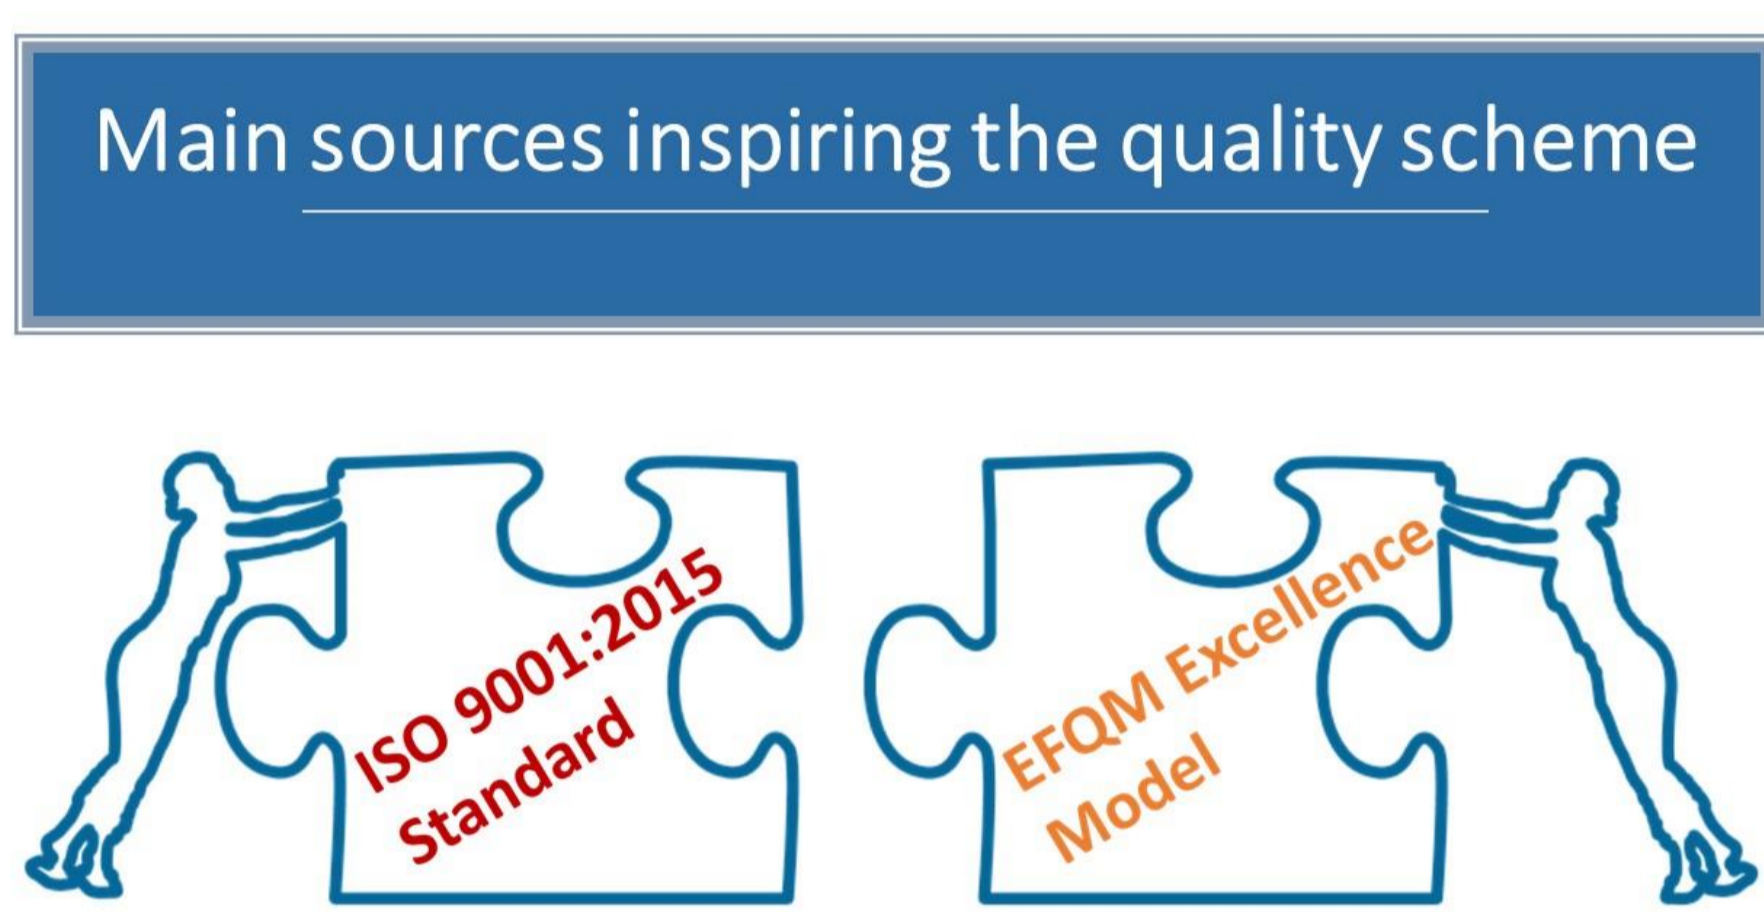 Main sources inspiring the quality scheme
ISO 9001:2015
Standard
EFQM Excellence
Model